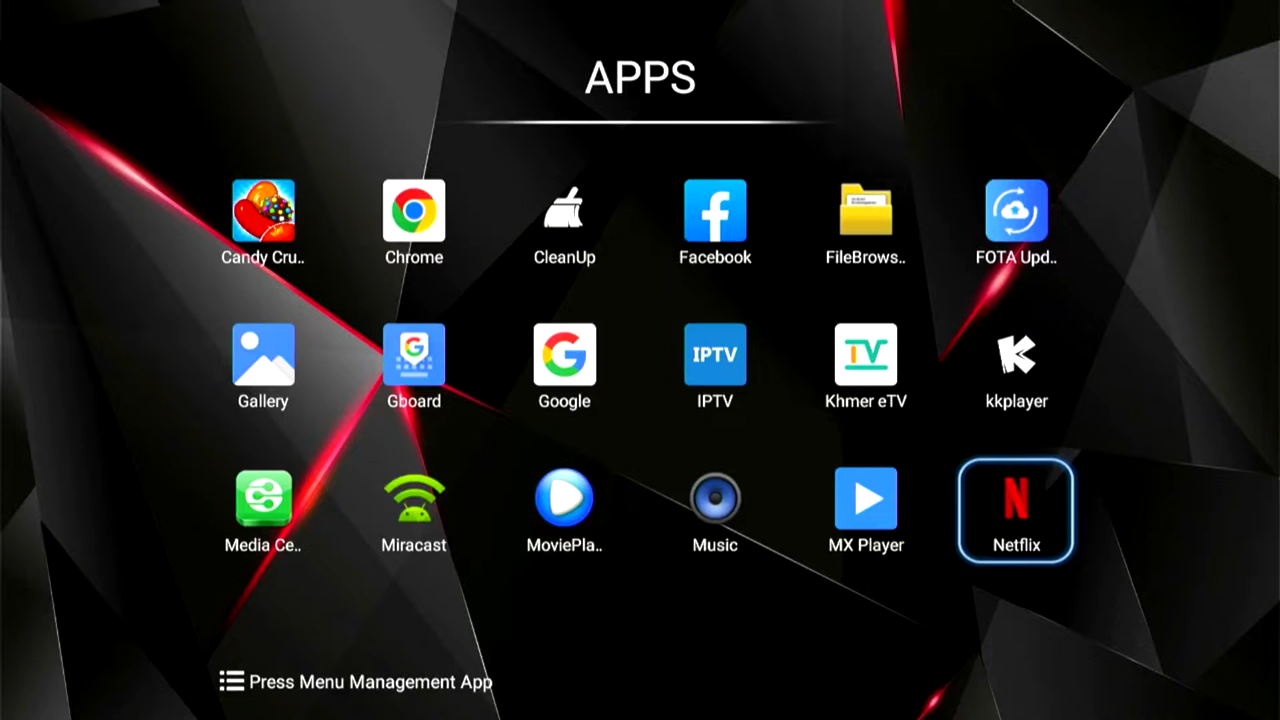 APPS
Candy Cru..
Chrome
CleanUp
Facebook
FileBrows..
FOTA Upd..
IPTV
TV
Gallery
Gboard
Google
IPTV
Khmer eTV
kkplayer
N
Media Ce..
Miracast
MoviePla..
Music
MX Player
Netflix
Press Menu Management App